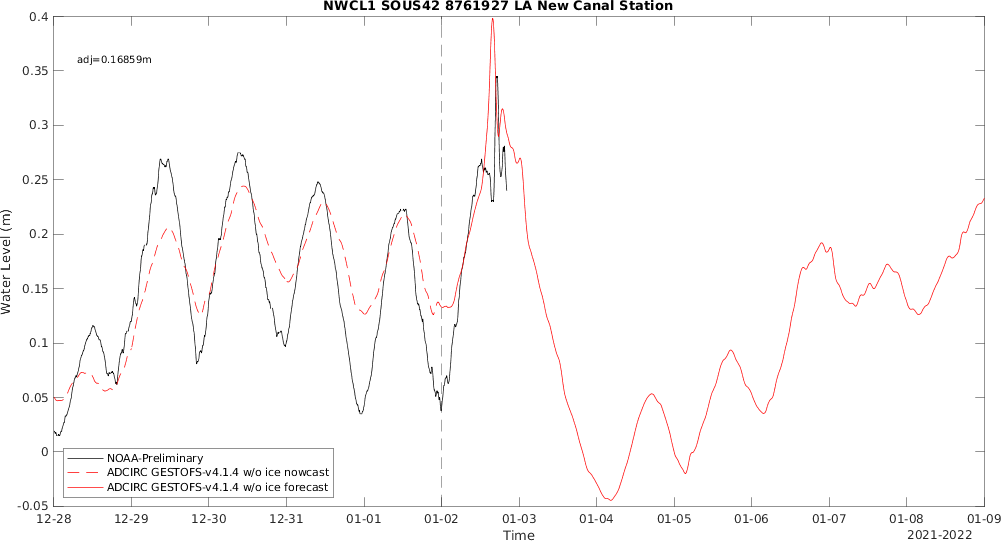 NWCL1 SOUS42 8761927 LA New Canal Station
adj=0.16859m
Water Level (m)
0.4
0.35
0.3
0.25
0.2
0.15
0.1
0.05
0
-0.05
NOAA-Preliminary
ADCIRC GESTOFS-v4.1.4 w/o ice nowcast
ADCIRC GESTOFS-v4.1.4 w/o ice forecast
12-28 12-29 12-30 12-31 01-01 01-02 01-03 01-04 01-05 01-06 01-07 01-08 01-09
Time
2021-2022